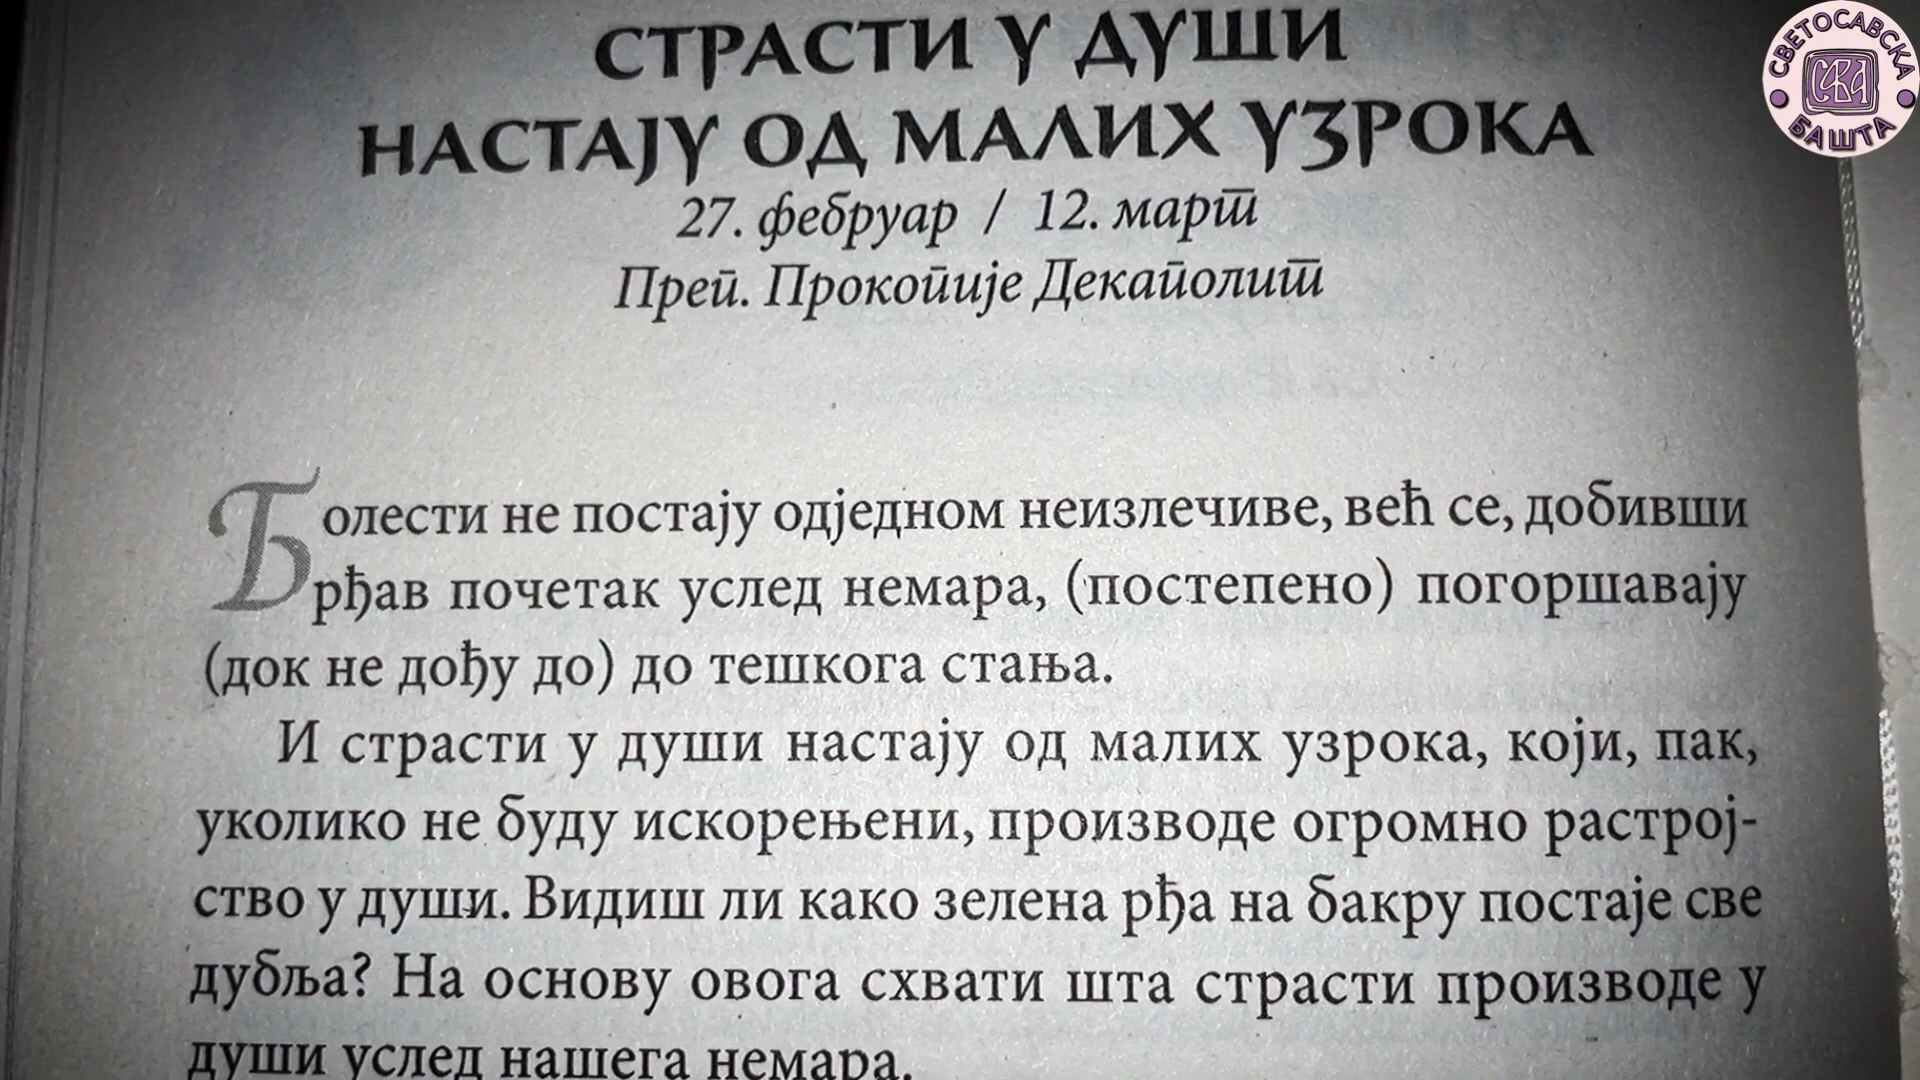 СТРАСТИ У ДУШИ
НАСТАЈУ ОД МАЛИХ УЗРОКА
27. фебруар / 12. март
Преп. Прокопије Декаполит
Болести не постају одједном неизлечиве, већ се, добивши
рђав почетак услед немара, (постепено) погоршавају
(док не дођу до) до тешкога стања.
И страсти у души настају од малих узрока, који, пак,
уколико не буду искорењени, производе огромно растрој-
ство у души. Видиш ли како зелена рђа на бакру постаје све
дубља? На основу овога схвати шта страсти производе у
души услед нашега немара.
СВЕТОСАВСКА
САВА
БАШТА